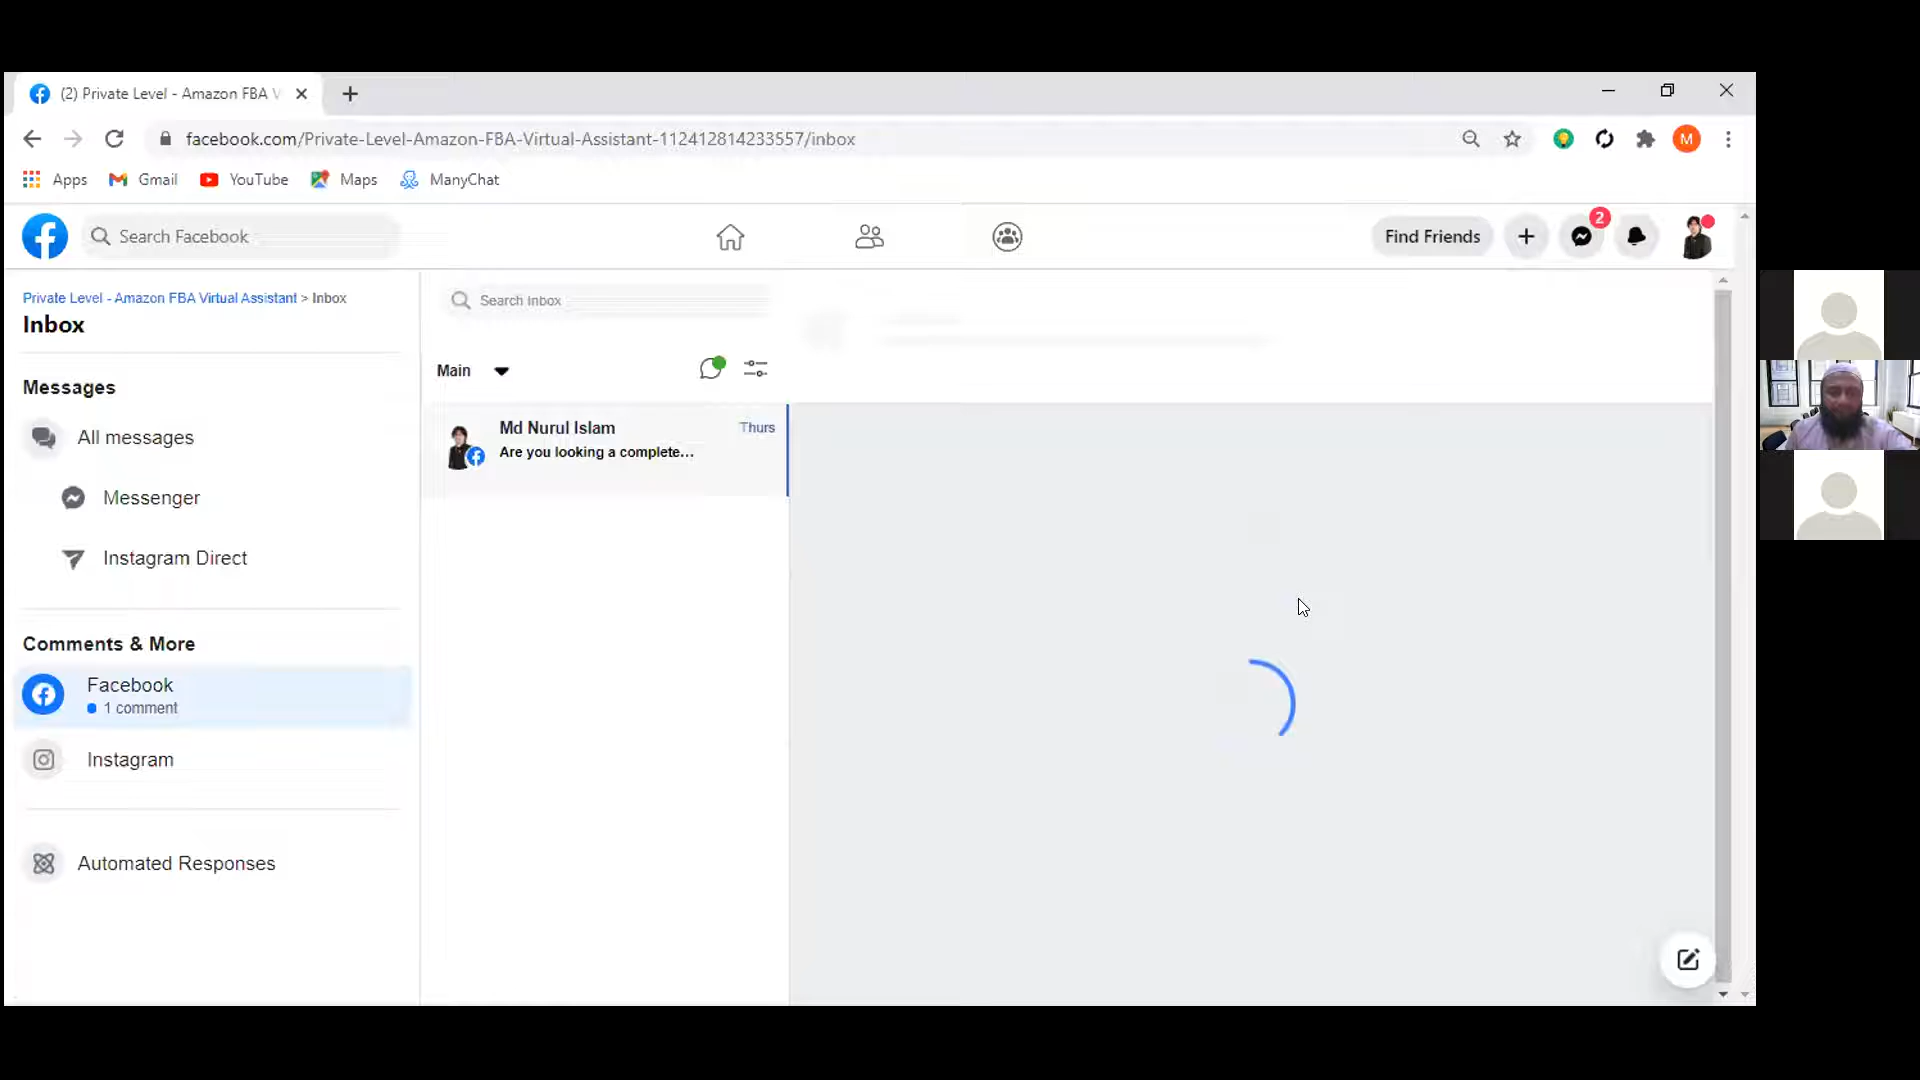 (2) Private Level - Amazon FBA V
facebook.com/Private-Level-Amazon-FBA-Virtual-Assistant-112412814233557/inbox
M
Apps
Gmail
YouTube
Maps
ManyChat
Search Facebook
Find Friends
2
Private Level - Amazon FBA Virtual Assistant > Inbox
Inbox
Messages
All messages
Messenger
Instagram Direct
Comments & More
Facebook
1 comment
Instagram
Automated Responses
Search Inbox
Main
Md Nurul Islam
Thurs
Are you looking a complete...